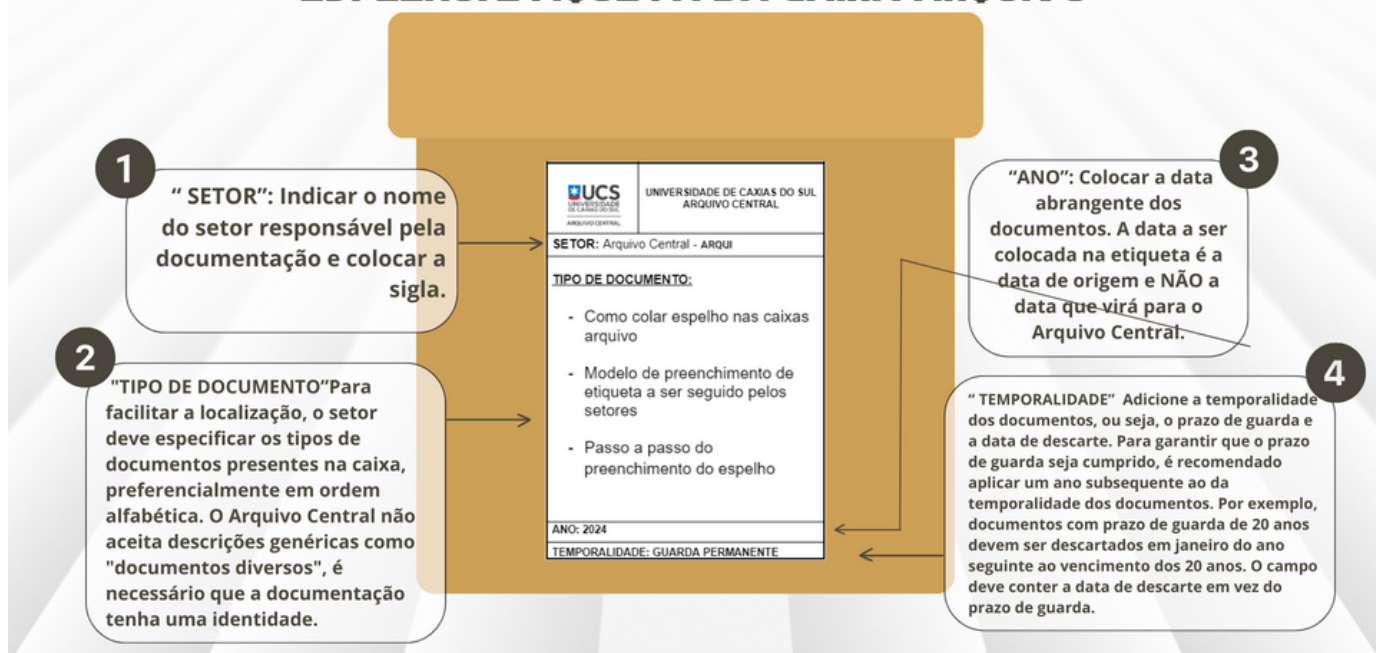 1
“ SETOR”: Indicar o nome
do setor responsável pela
documentação e colocar a
sigla.
2
"TIPO DE DOCUMENTO”Para
facilitar a localização, o setor
deve especificar os tipos de
documentos presentes na caixa,
preferencialmente em ordem
alfabética. O Arquivo Central não
aceita descrições genéricas como
"documentos diversos", é
necessário que a documentação
tenha uma identidade.
UCS
UNIVERSIDADE
DE CAXIAS DO SUL
ARQUIVO CENTRAL
UNIVERSIDADE DE CAXIAS DO SUL
ARQUIVO CENTRAL
SETOR: Arquivo Central - ARQUI
TIPO DE DOCUMENTO:
- Como colar espelho nas caixas
arquivo
- Modelo de preenchimento de
etiqueta a ser seguido pelos
setores
- Passo a passo do
preenchimento do espelho
ANO: 2024
TEMPORALIDADE: GUARDA PERMANENTE
3
“ANO”: Colocar a data
abrangente dos
documentos. A data a ser
colocada na etiqueta é a
data de origem e NÃO a
data que virá para o
Arquivo Central.
4
“ TEMPORALIDADE” Adicione a temporalidade
dos documentos, ou seja, o prazo de guarda e
a data de descarte. Para garantir que o prazo
de guarda seja cumprido, é recomendado
aplicar um ano subsequente ao da
temporalidade dos documentos. Por exemplo,
documentos com prazo de guarda de 20 anos
devem ser descartados em janeiro do ano
seguinte ao vencimento dos 20 anos. O campo
deve conter a data de descarte em vez do
prazo de guarda.